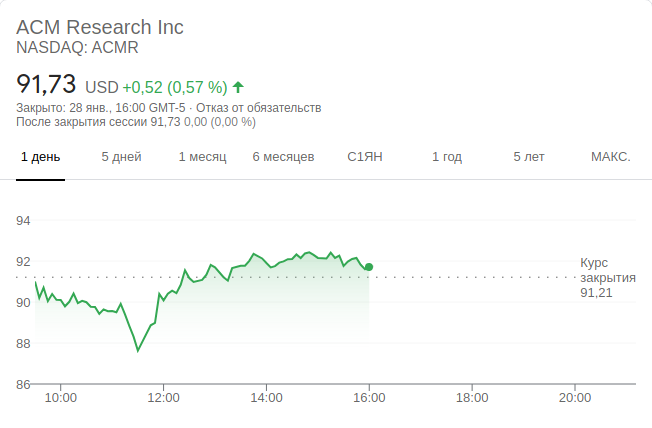 ACM Research Inc
NASDAQ: ACMR
91,73 USD +0,52 (0,57 %)
Закрыто: 28 янв., 16:00 GMT-5 · Отказ от обязательств
После закрытия сессии 91,73 0,00 (0,00 %)
1 день 5 дней 1 месяц 6 месяцев С1ЯН 1 год 5 лет МАКС.
94
92
90
88
86
Курс
закрытия
91,21
10:00 12:00 14:00 16:00 18:00 20:00